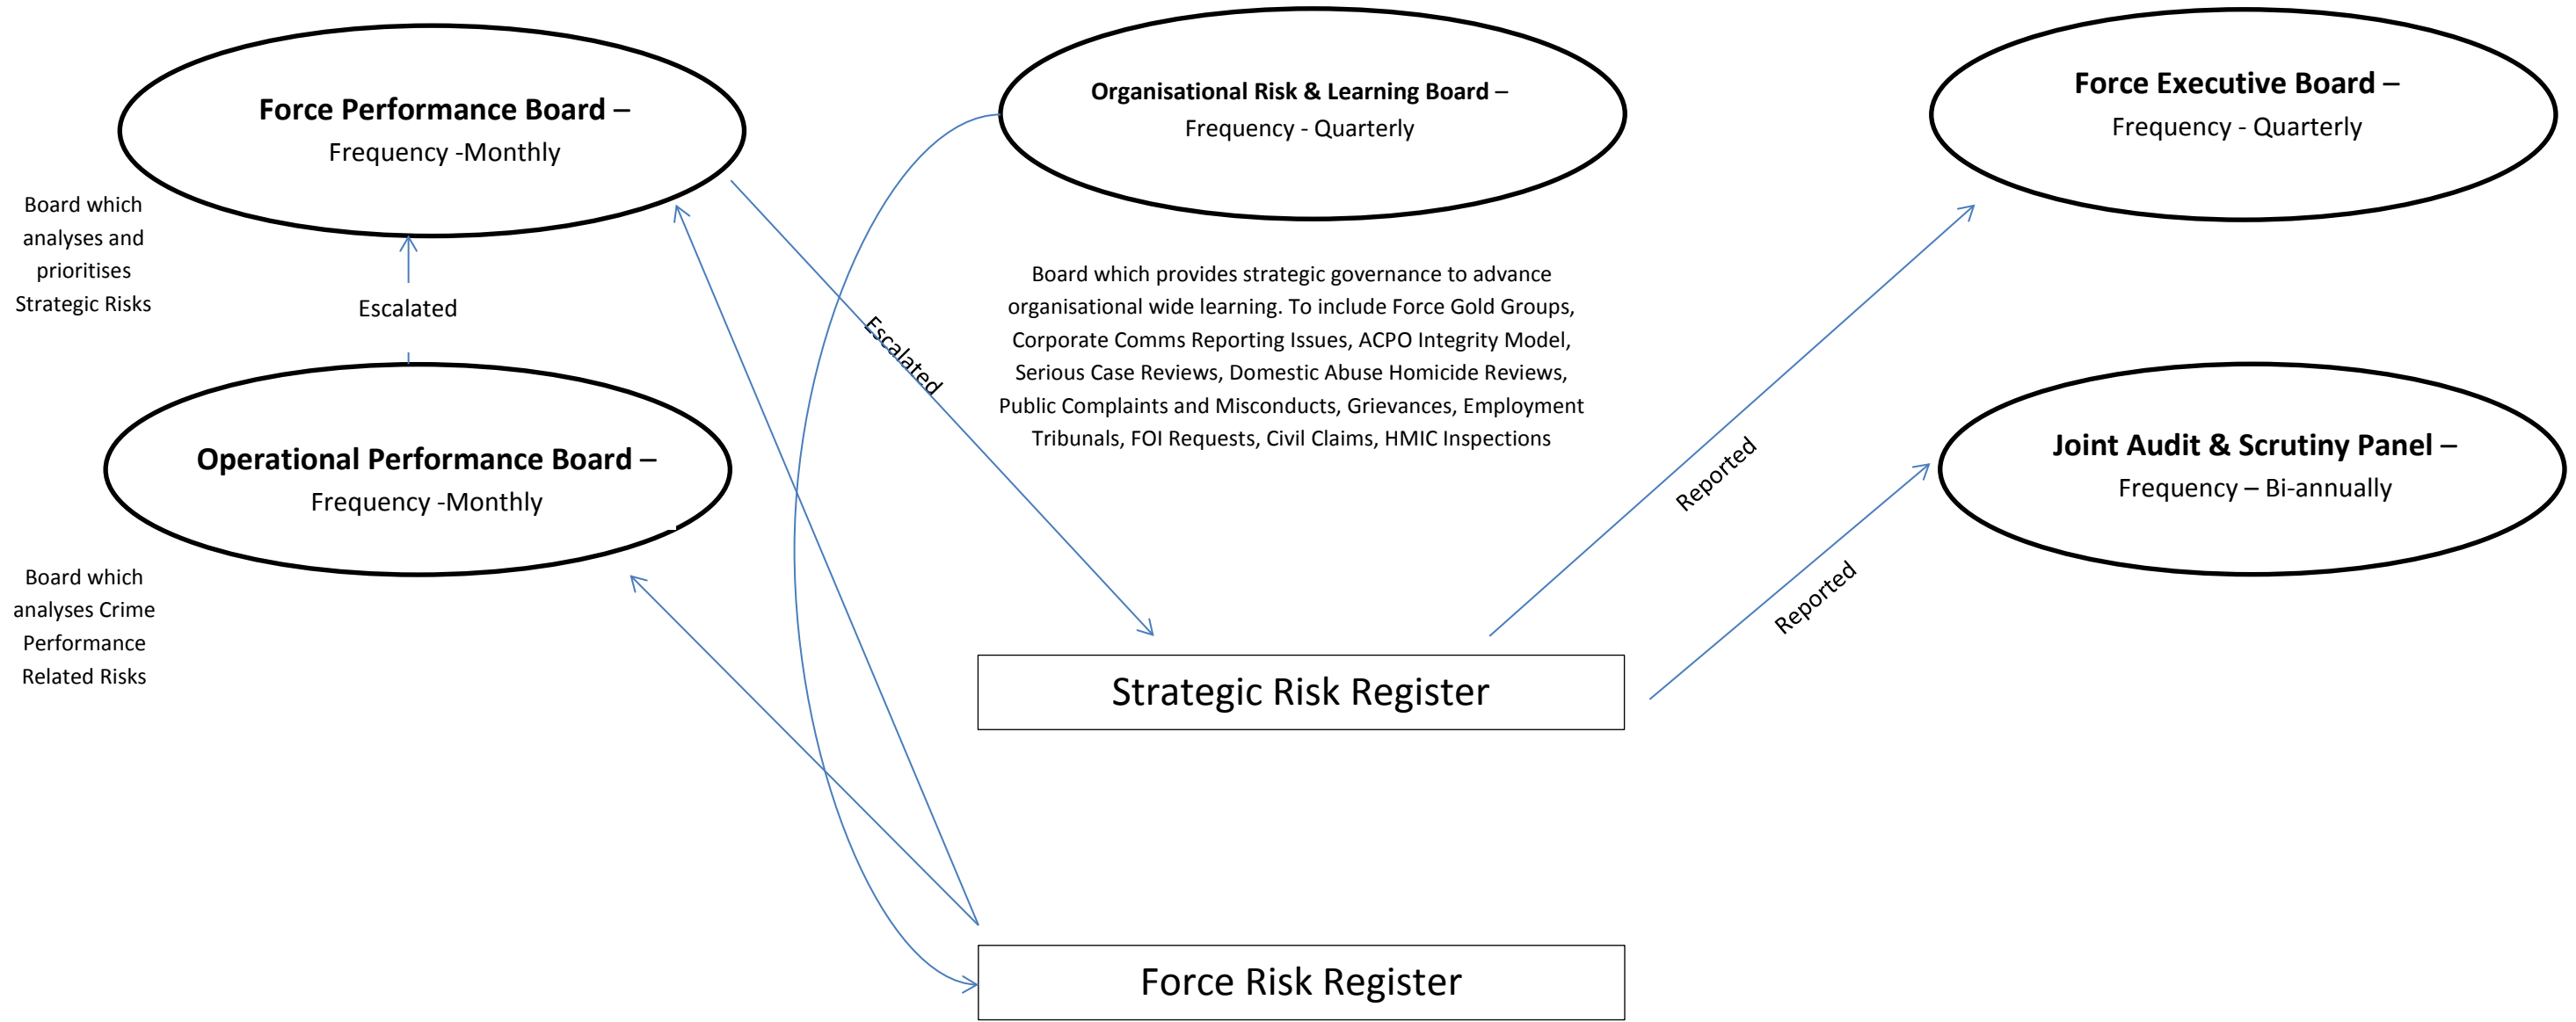 Force Performance Board –
Frequency -Monthly
Board which
analyses and
prioritises
Strategic Risks
Escalated
Operational Performance Board –
Frequency -Monthly
Board which
analyses Crime
Performance
Related Risks
Organisational Risk & Learning Board –
Frequency - Quarterly
Board which provides strategic governance to advance
organisational wide learning. To include Force Gold Groups,
Corporate Comms Reporting Issues, ACPO Integrity Model,
Serious Case Reviews, Domestic Abuse Homicide Reviews,
Public Complaints and Misconducts, Grievances, Employment
Tribunals, FOI Requests, Civil Claims, HMIC Inspections
Escalated
Force Executive Board –
Frequency - Quarterly
Reported
Joint Audit & Scrutiny Panel –
Frequency – Bi-annually
Reported
Strategic Risk Register
Force Risk Register